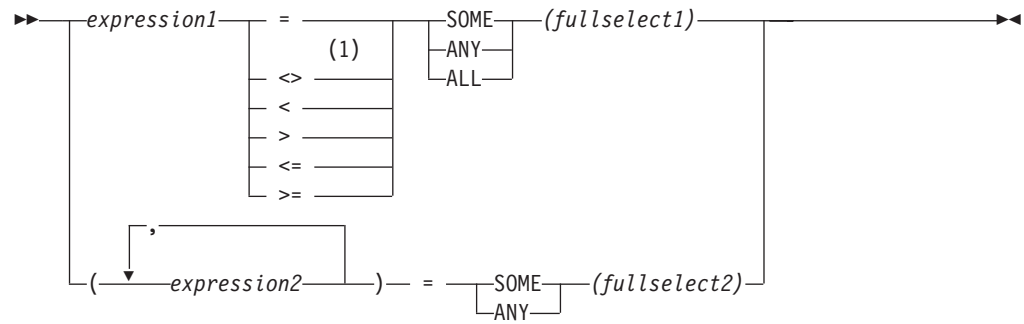 expression1 = SOME (fullselect1)
(1) ANY
<> ALL
<
>
<=
>=
,
( expression2 ) = SOME (fullselect2)
ANY